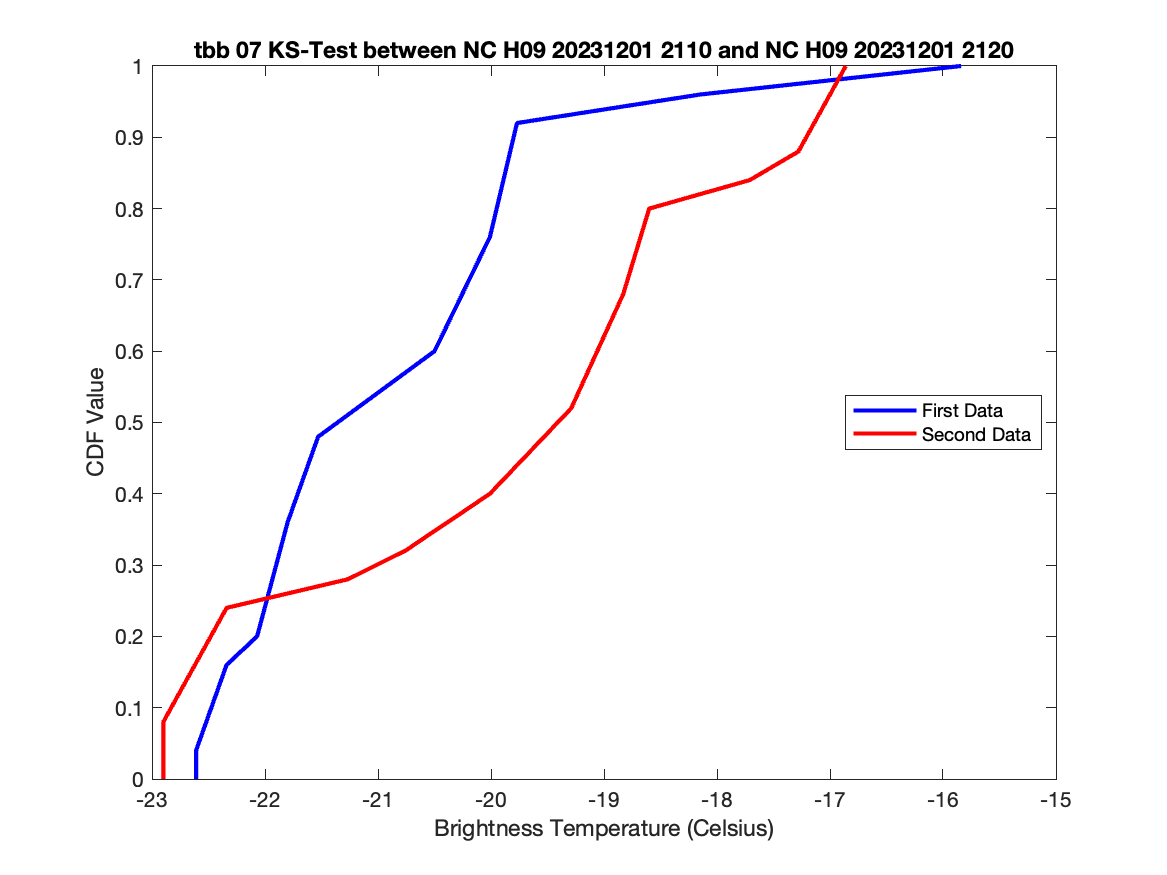 tbb 07 KS-Test between NC H09 20231201 2110 and NC H09 20231201 2120
1
0.9
0.8
0.7
0.6
0.5
0.4
0.3
0.2
0.1
0
CDF Value
First Data
Second Data
-23 -22 -21 -20 -19 -18 -17 -16 -15
Brightness Temperature (Celsius)